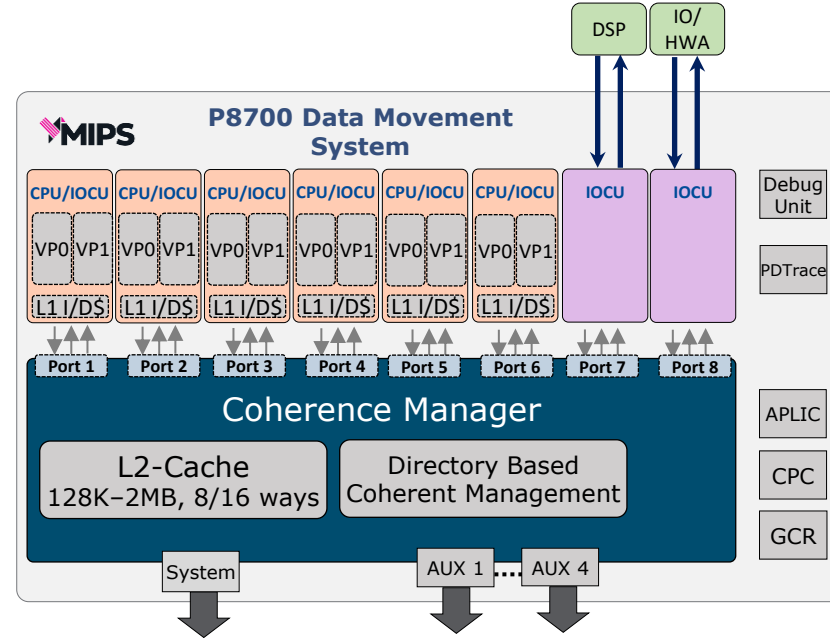 DSP
IO/
HWA
MIPS
P8700 Data Movement
System
CPU/IOCU
CPU/IOCU
CPU/IOCU
CPU/IOCU
CPU/IOCU
CPU/IOCU
IOCU
IOCU
Debug
Unit
VP0
VP1
VP0
VP1
VP0
VP1
VP0
VP1
VP0
VP1
VP0
VP1
PDTrace
L1 I/D$
L1 I/D$
L1 I/D$
L1 I/D$
L1 I/D$
L1 I/D$
Port 1
Port 2
Port 3
Port 4
Port 5
Port 6
Port 7
Port 8
Coherence Manager
APLIC
L2-Cache
128K–2MB, 8/16 ways
Directory Based
Coherent Management
CPC
GCR
System
AUX 1
AUX 4